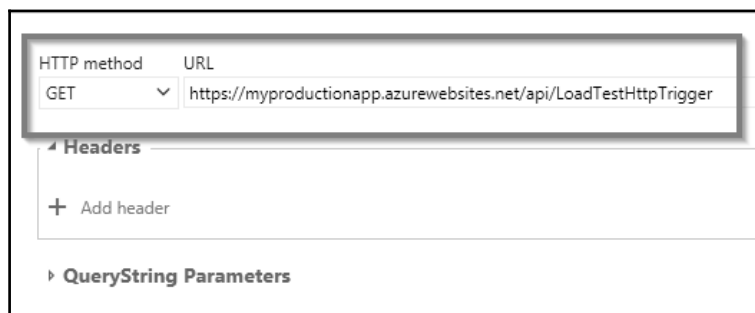 HTTP method URL
GET https://myproductionapp.azurewebsites.net/api/LoadTestHttpTrigger
Headers
+ Add header
QueryString Parameters